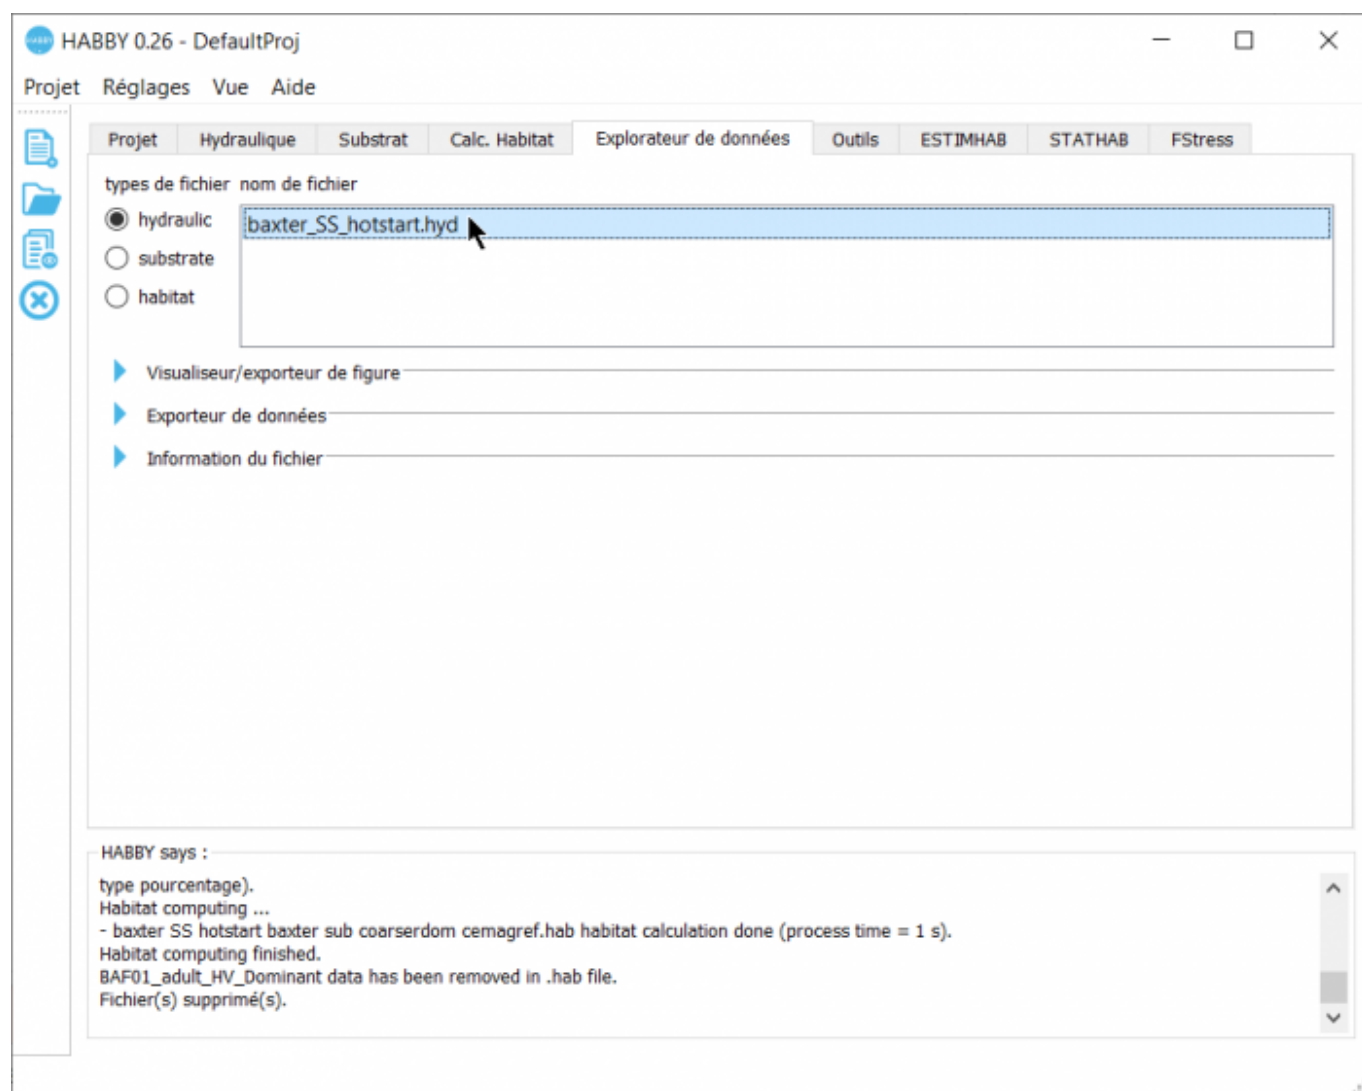 HABBY 0.26 - DefaultProj
Projet Réglages Vue Aide
Projet Hydraulique Substrat Calc. Habitat Explorateur de données Outils ESTIMHAB STATHAB FStress
types de fichier nom de fichier
hydraulic
baxter_SS_hotstart.hyd
substrate
habitat
Visualiseur/exporteur de figure
Exporteur de données
Information du fichier
HABBY says :
type pourcentage).
Habitat computing ...
- baxter SS hotstart baxter sub coarserdom cemagref.hab habitat calculation done (process time = 1 s).
Habitat computing finished.
BAF01_adult_HV_Dominant data has been removed in .hab file.
Fichier(s) supprimé(s).